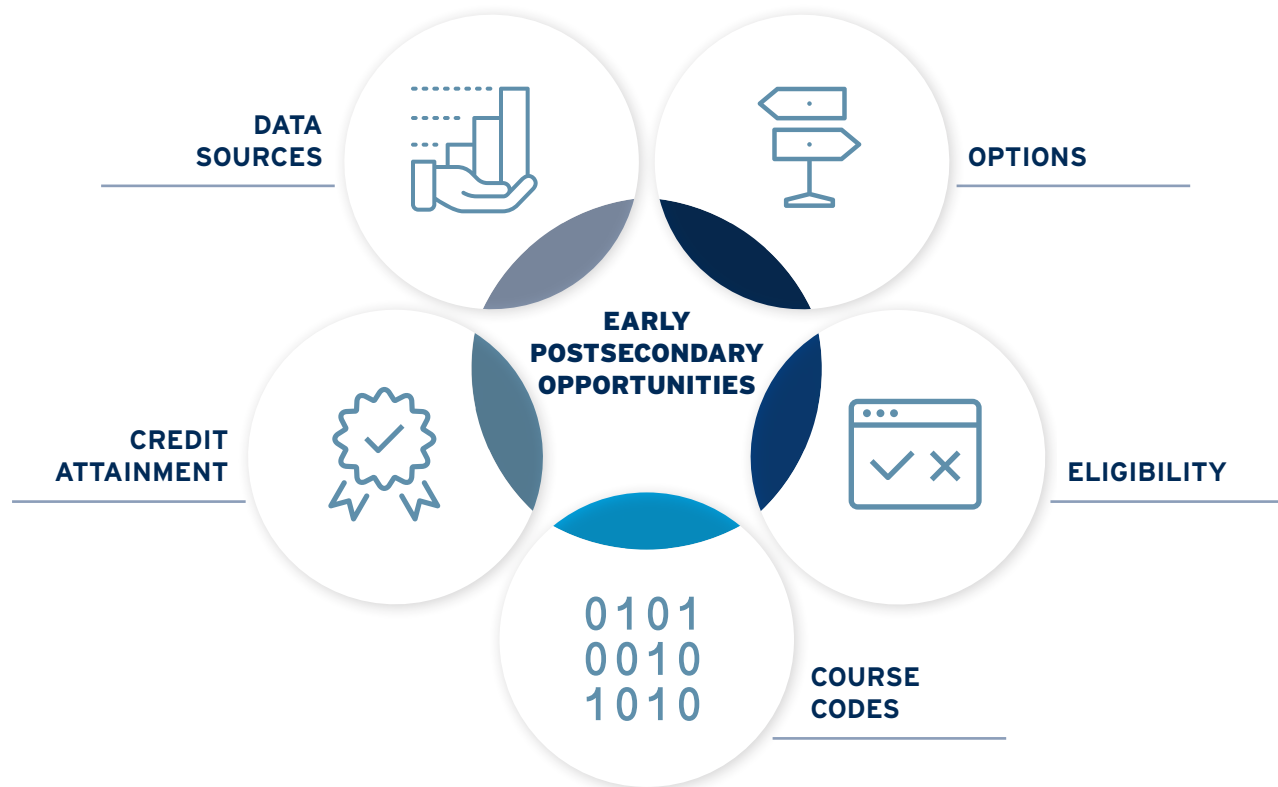 DATA
SOURCES
OPTIONS
EARLY
POSTSECONDARY
OPPORTUNITIES
CREDIT
ATTAINMENT
ELIGIBILITY
0101
0010
1010
COURSE
CODES